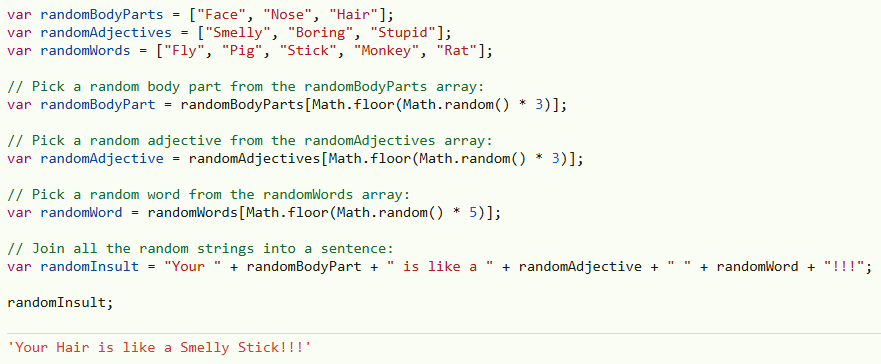 var randomBodyParts = ["Face", "Nose", "Hair"];
var randomAdjectives = ["Smelly", "Boring", "Stupid"];
var randomWords = ["Fly", "Pig", "Stick", "Monkey", "Rat"];
// Pick a random body part from the randomBodyParts array:
var randomBodyPart = randomBodyParts[Math.floor(Math.random() * 3)];
// Pick a random adjective from the randomAdjectives array:
var randomAdjective = randomAdjectives[Math.floor(Math.random() * 3)];
// Pick a random word from the randomWords array:
var randomWord = randomWords[Math.floor(Math.random() * 5)];
// Join all the random strings into a sentence:
var randomInsult = "Your " + randomBodyPart + " is like a " + randomAdjective + " " + randomWord + "!!!";
randomInsult;
'Your Hair is like a Smelly Stick!!!'